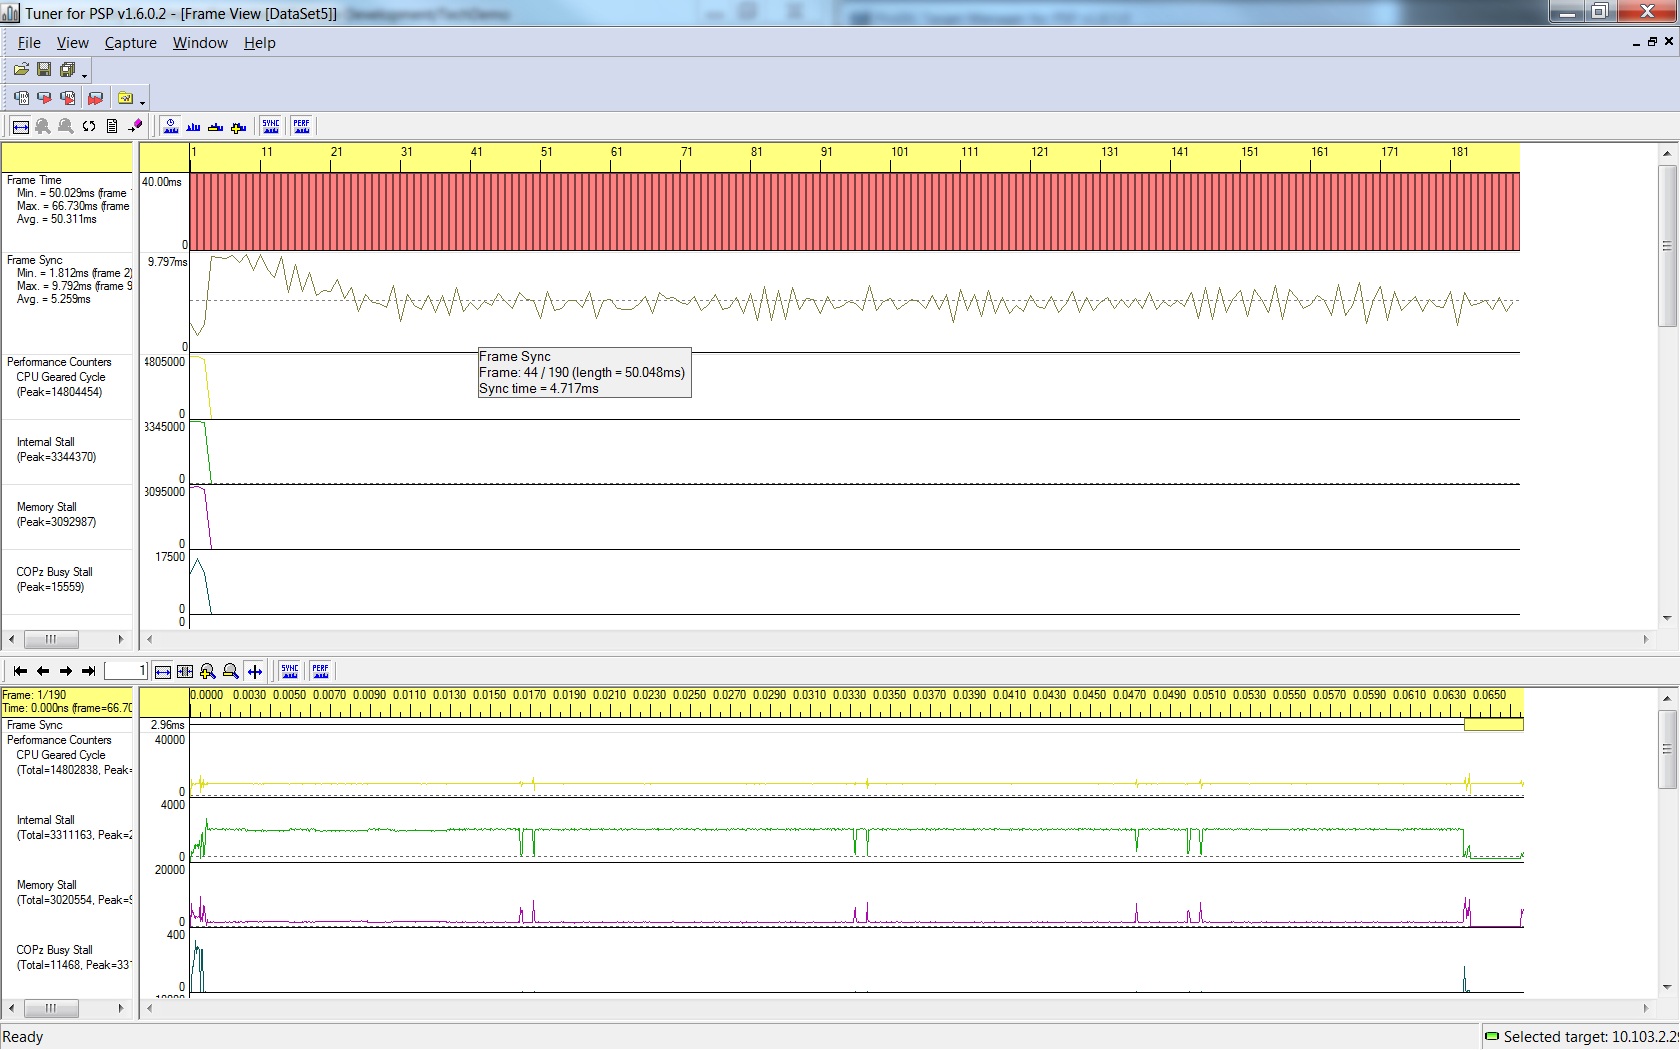 Tuner for PSP v1.6.0.2 - [Frame View [DataSet5]]
File View Capture Window Help
SYNC PERF
1 11 21 31 41 51 61 71 81 91 101 111 121 131 141 151 161 171 181
Frame Time
Min. = 50.029ms (frame
Max. = 66.730ms (frame
Avg. = 50.311ms
40.00ms
0
Frame Sync
Min. = 1.812ms (frame 2)
Max. = 9.792ms (frame 9
Avg. = 5.259ms
9.797ms
0
Frame Sync
Frame: 44 / 190 (length = 50.048ms)
Sync time = 4.717ms
Performance Counters
CPU Geared Cycle
(Peak=14804454)
4805000
0
Internal Stall
(Peak=3344370)
3345000
0
Memory Stall
(Peak=3092987)
3095000
0
COPz Busy Stall
(Peak=15559)
17500
0
0
1
SYNC PERF
Frame: 1/190
Time: 0.000ns (frame=66.70
0.0000 0.0030 0.0050 0.0070 0.0090 0.0110 0.0130 0.0150 0.0170 0.0190 0.0210 0.0230 0.0250 0.0270 0.0290 0.0310 0.0330 0.0350 0.0370 0.0390 0.0410 0.0430 0.0450 0.0470 0.0490 0.0510 0.0530 0.0550 0.0570 0.0590 0.0610 0.0630 0.0650
Frame Sync
2.96ms
Performance Counters
CPU Geared Cycle
(Total=14802838, Peak=
40000
0
Internal Stall
(Total=3311163, Peak=2
4000
0
Memory Stall
(Total=3020554, Peak=9
20000
0
COPz Busy Stall
(Total=11468, Peak=331
400
0
Ready
Selected target: 10.103.2.29